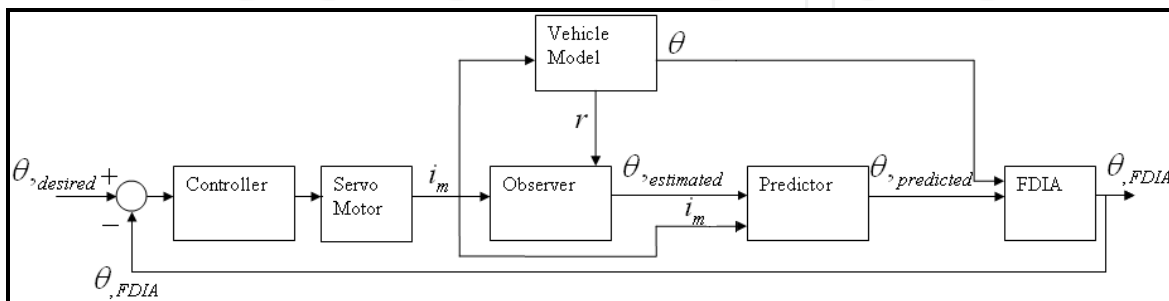 Vehicle
Model
θ
r
θ,desired
+
−
Controller
Servo
Motor
i_m
Observer
θ,estimated
i_m
Predictor
θ,predicted
FDIA
θ,FDIA
θ,FDIA